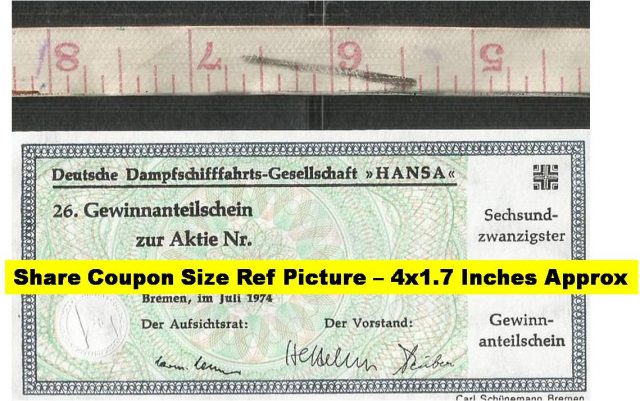 8 7 6 5
Deutsche Dampfschifffahrts-Gesellschaft »HANSA«
26. Gewinnanteilschein
zur Aktie Nr.
Sechsund-
zwanzigster
Share Coupon Size Ref Picture – 4x1.7 Inches Approx
Bremen, im Juli 1974
Der Aufsichtsrat:
Der Vorstand:
Gewinn-
anteilschein
Carl Schünemann Bremen